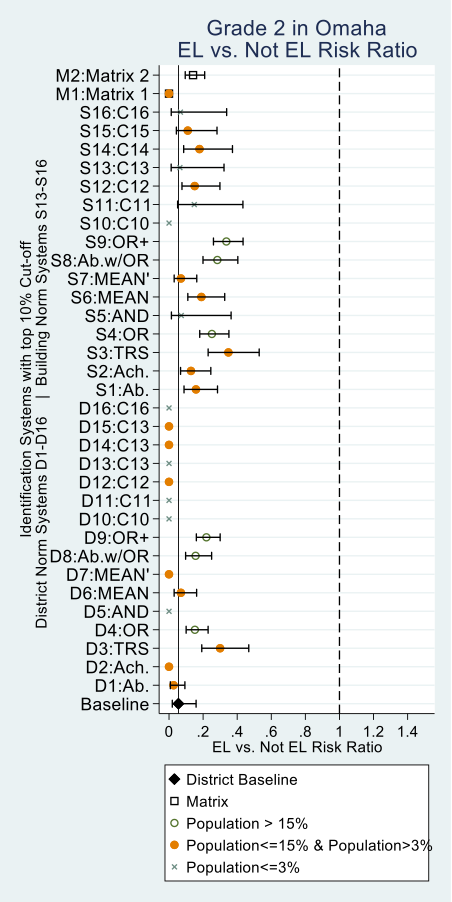 Grade 2 in Omaha
EL vs. Not EL Risk Ratio
Identification Systems with top 10% Cut-off
District Norm Systems D1-D16 | Building Norm Systems S13-S16
M2:Matrix 2
M1:Matrix 1
S16:C16
S15:C15
S14:C14
S13:C13
S12:C12
S11:C11
S10:C10
S9:OR+
S8:Ab.w/OR
S7:MEAN'
S6:MEAN
S5:AND
S4:OR
S3:TRS
S2:Ach.
S1:Ab.
D16:C16
D15:C13
D14:C13
D13:C13
D12:C12
D11:C11
D10:C10
D9:OR+
D8:Ab.w/OR
D7:MEAN'
D6:MEAN
D5:AND
D4:OR
D3:TRS
D2:Ach.
D1:Ab.
Baseline
0 .2 .4 .6 .8 1 1.2 1.4
EL vs. Not EL Risk Ratio
District Baseline
Matrix
Population > 15%
Population<=15% & Population>3%
Population<=3%